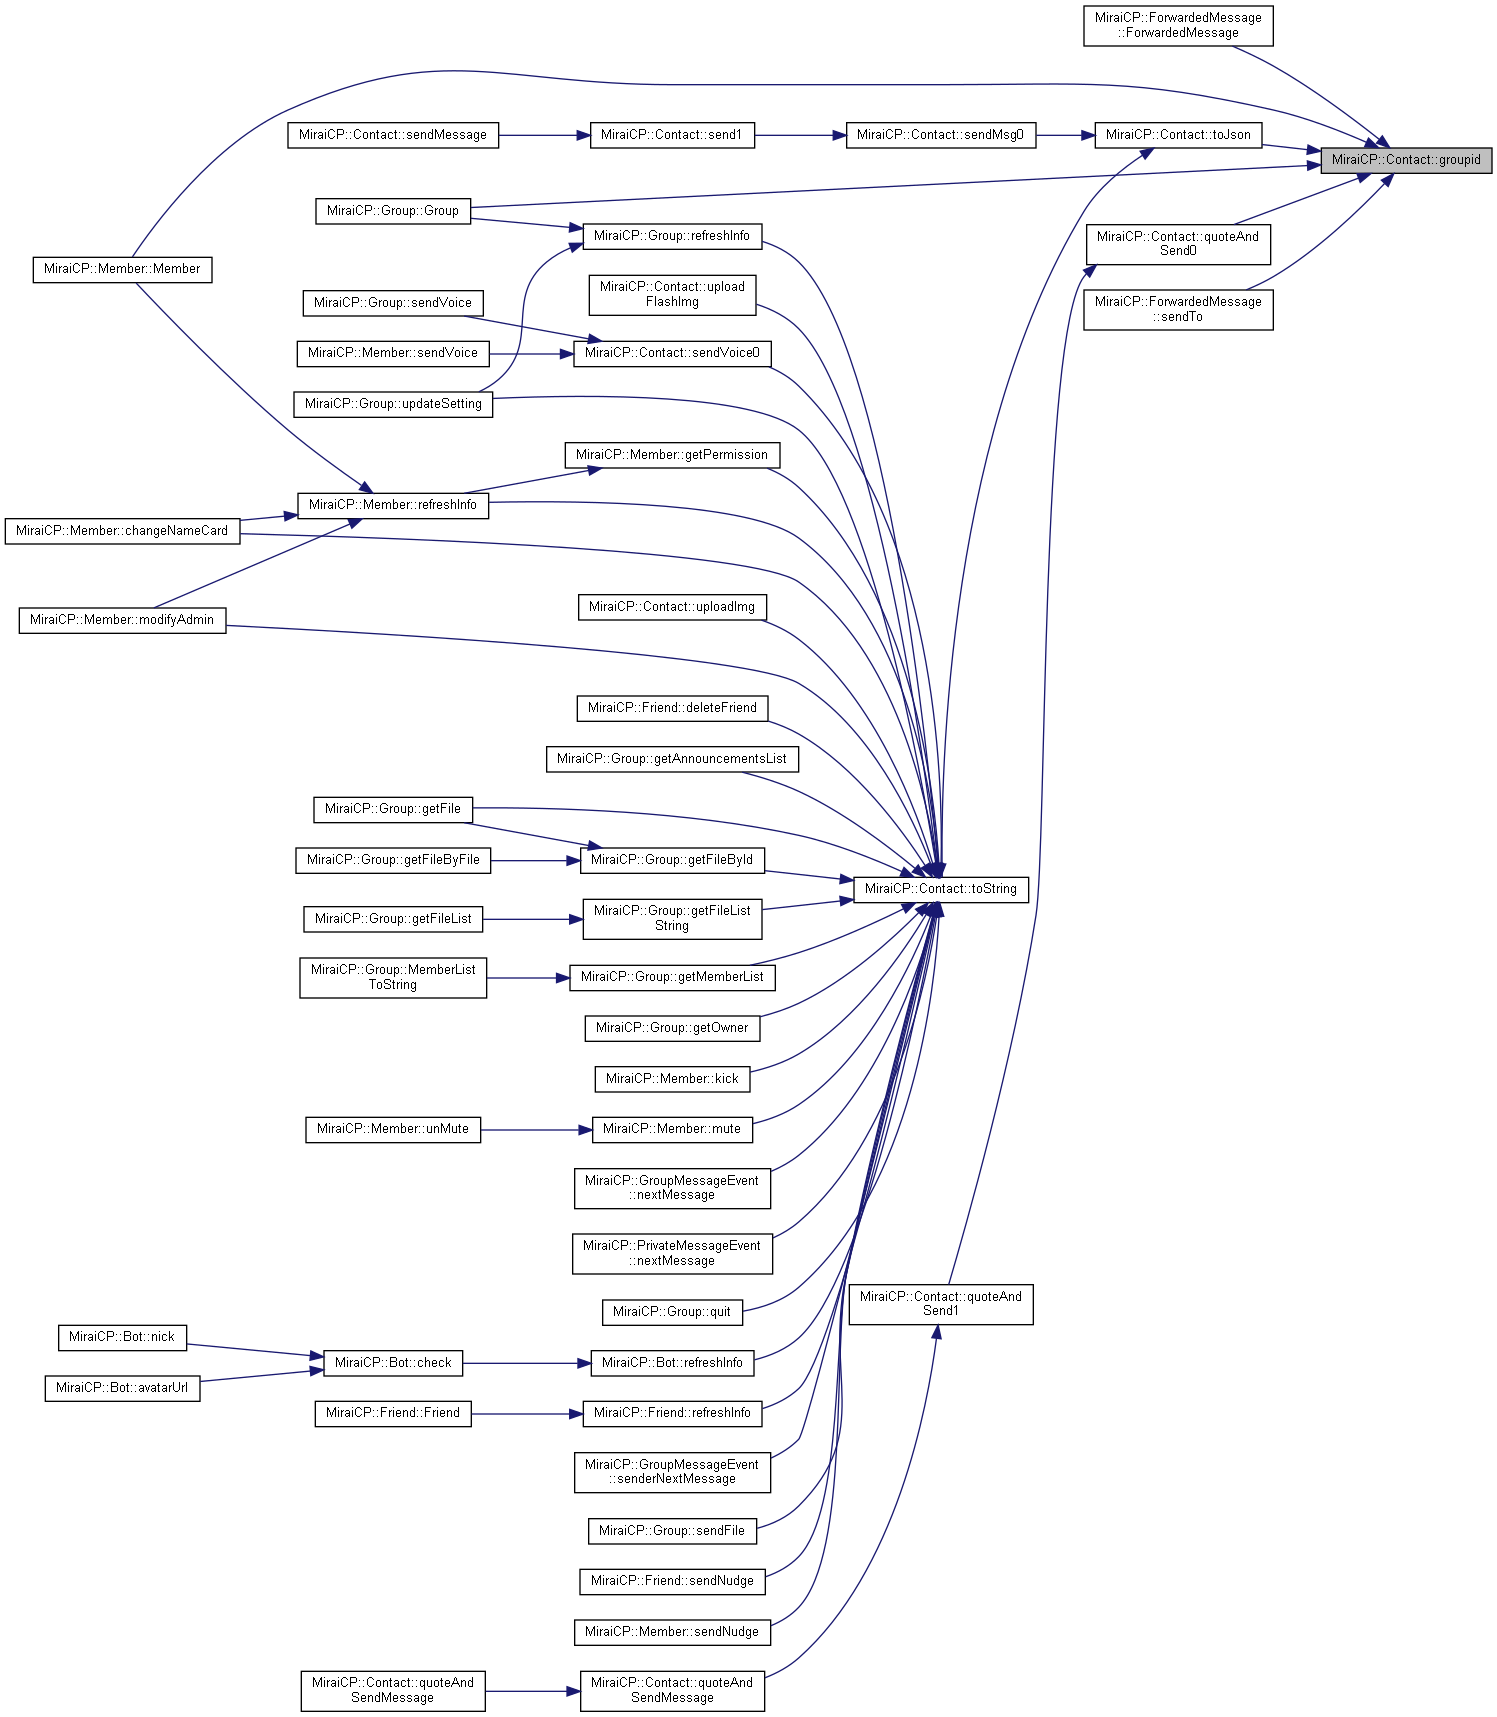 MiraiCP::ForwardedMessage
::ForwardedMessage
MiraiCP::Contact::sendMessage
MiraiCP::Contact::send1
MiraiCP::Contact::sendMsg0
MiraiCP::Contact::toJson
MiraiCP::Contact::groupid
MiraiCP::Group::Group
MiraiCP::Group::refreshInfo
MiraiCP::Contact::quoteAnd
Send0
MiraiCP::Member::Member
MiraiCP::Contact::upload
FlashImg
MiraiCP::Group::sendVoice
MiraiCP::ForwardedMessage
::sendTo
MiraiCP::Member::sendVoice
MiraiCP::Contact::sendVoice0
MiraiCP::Group::updateSetting
MiraiCP::Member::getPermission
MiraiCP::Member::refreshInfo
MiraiCP::Member::changeNameCard
MiraiCP::Contact::uploadImg
MiraiCP::Member::modifyAdmin
MiraiCP::Friend::deleteFriend
MiraiCP::Group::getAnnouncementsList
MiraiCP::Group::getFile
MiraiCP::Group::getFileByFile
MiraiCP::Group::getFileById
MiraiCP::Contact::toString
MiraiCP::Group::getFileList
MiraiCP::Group::getFileList
String
MiraiCP::Group::MemberList
ToString
MiraiCP::Group::getMemberList
MiraiCP::Group::getOwner
MiraiCP::Member::kick
MiraiCP::Member::unMute
MiraiCP::Member::mute
MiraiCP::GroupMessageEvent
::nextMessage
MiraiCP::PrivateMessageEvent
::nextMessage
MiraiCP::Group::quit
MiraiCP::Contact::quoteAnd
Send1
MiraiCP::Bot::nick
MiraiCP::Bot::check
MiraiCP::Bot::refreshInfo
MiraiCP::Bot::avatarUrl
MiraiCP::Friend::Friend
MiraiCP::Friend::refreshInfo
MiraiCP::GroupMessageEvent
::senderNextMessage
MiraiCP::Group::sendFile
MiraiCP::Friend::sendNudge
MiraiCP::Member::sendNudge
MiraiCP::Contact::quoteAnd
SendMessage
MiraiCP::Contact::quoteAnd
SendMessage